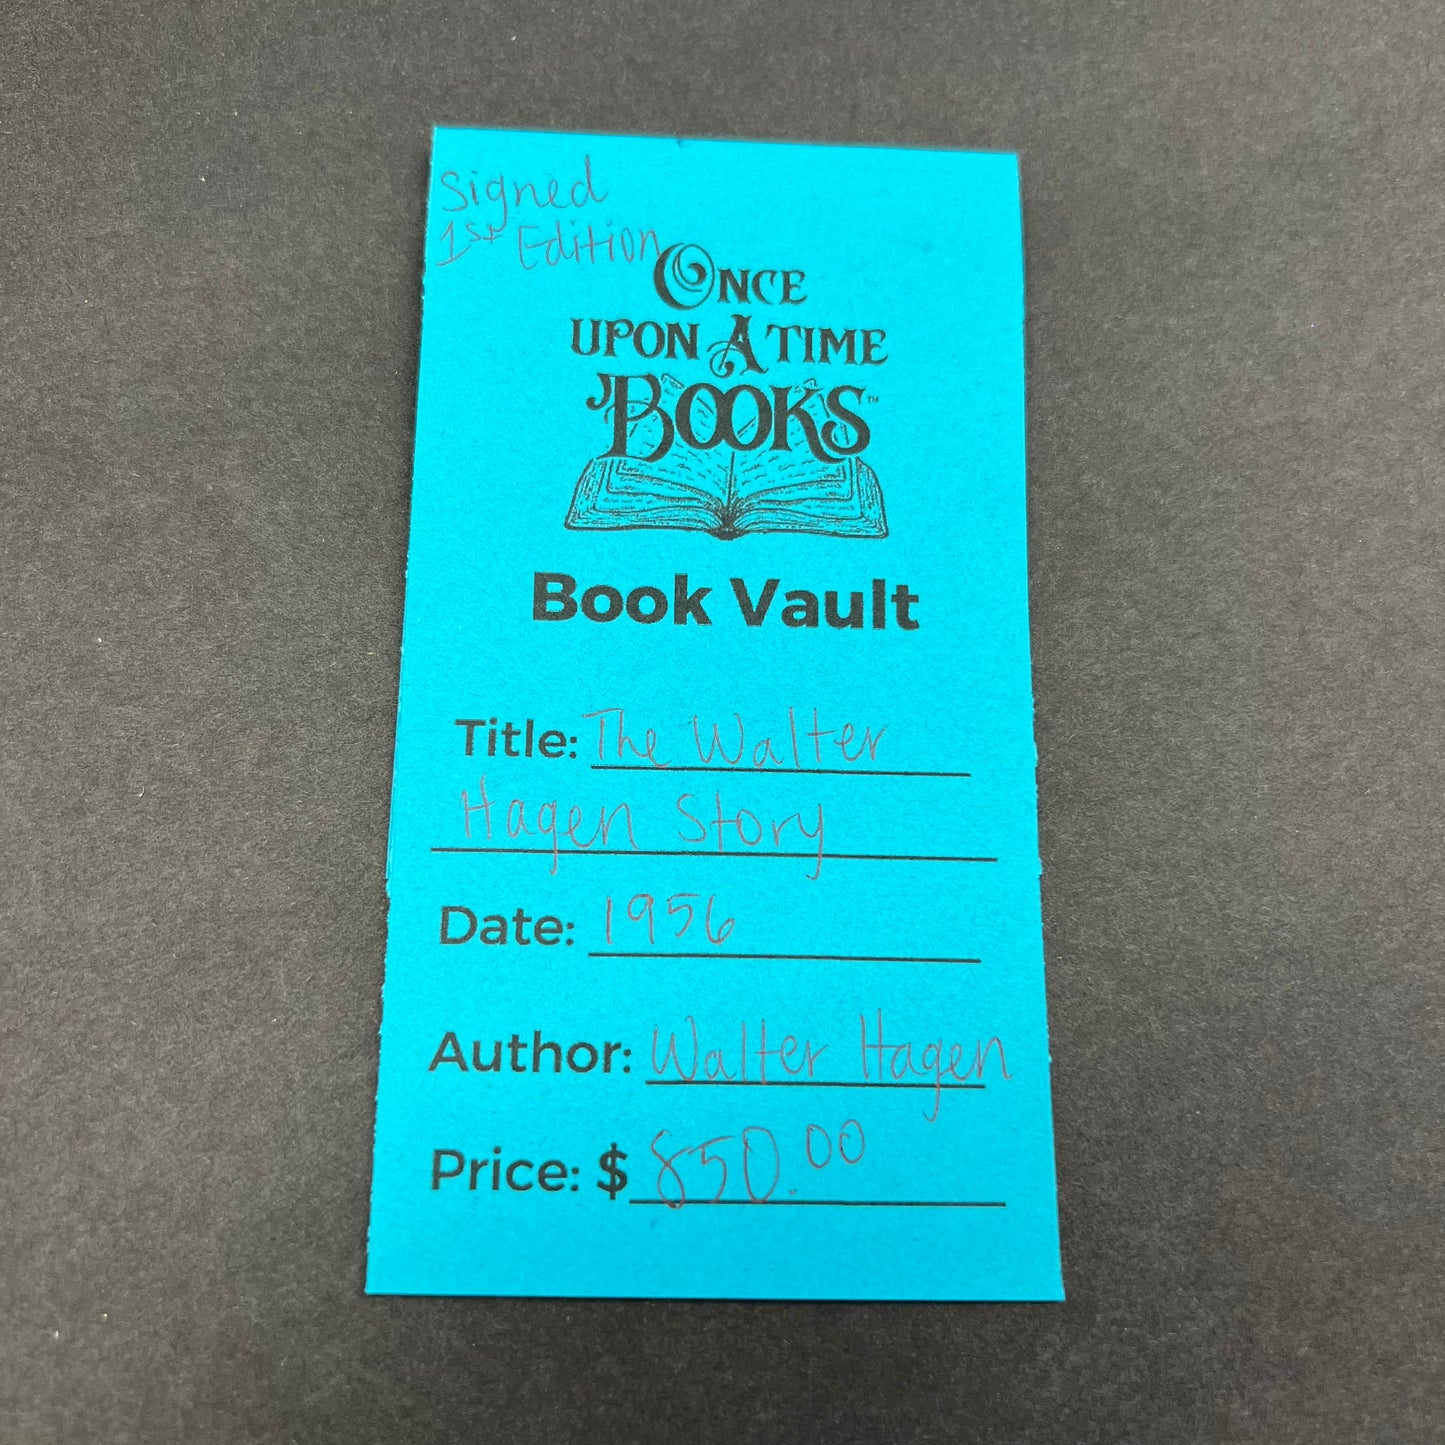 Signed
1st Edition
ONCE
UPON A TIME
BOOKS™
Book Vault
Title: The Walter
Hagen Story
Date: 1956
Author: Walter Hagen
Price: $ 850.00